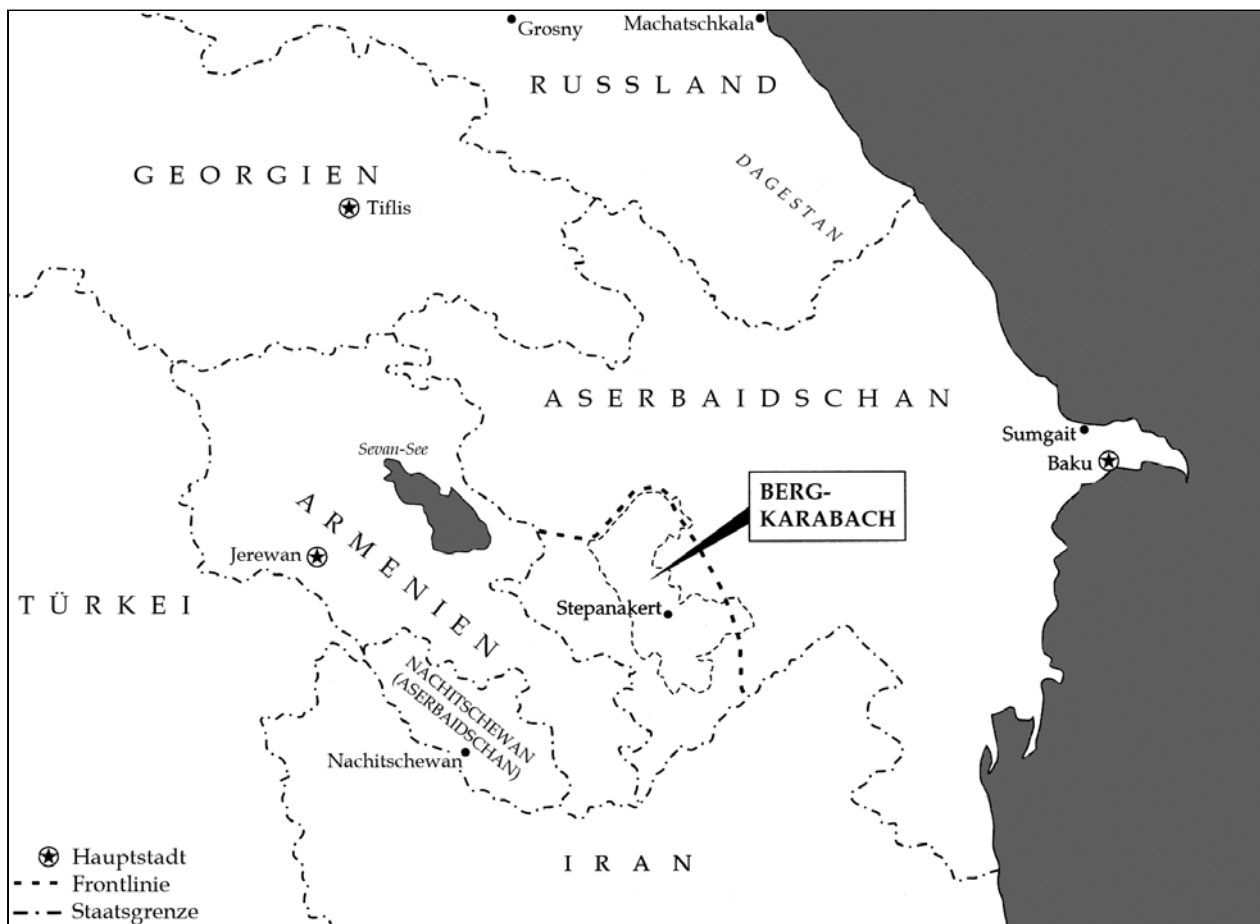 Grosny
Machatschkala
RUSSLAND
GEORGIEN
DAGESTAN
Tiflis
ASERBAIDSCHAN
Sumgait
Baku
Sevan-See
BERG-
KARABACH
ARMENIEN
Jerewan
TÜRKEI
Stepanakert
NACHITSCHEWAN
(ASERBAIDSCHAN)
Nachitschewan
IRAN
Hauptstadt
Frontlinie
Staatsgrenze